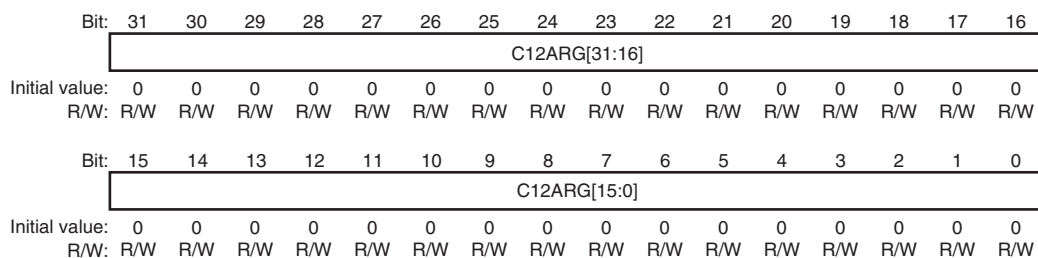 Bit: 31 30 29 28 27 26 25 24 23 22 21 20 19 18 17 16
C12ARG[31:16]
Initial value: 0 0 0 0 0 0 0 0 0 0 0 0 0 0 0 0
R/W: R/W R/W R/W R/W R/W R/W R/W R/W R/W R/W R/W R/W R/W R/W R/W R/W
Bit: 15 14 13 12 11 10 9 8 7 6 5 4 3 2 1 0
C12ARG[15:0]
Initial value: 0 0 0 0 0 0 0 0 0 0 0 0 0 0 0 0
R/W: R/W R/W R/W R/W R/W R/W R/W R/W R/W R/W R/W R/W R/W R/W R/W R/W